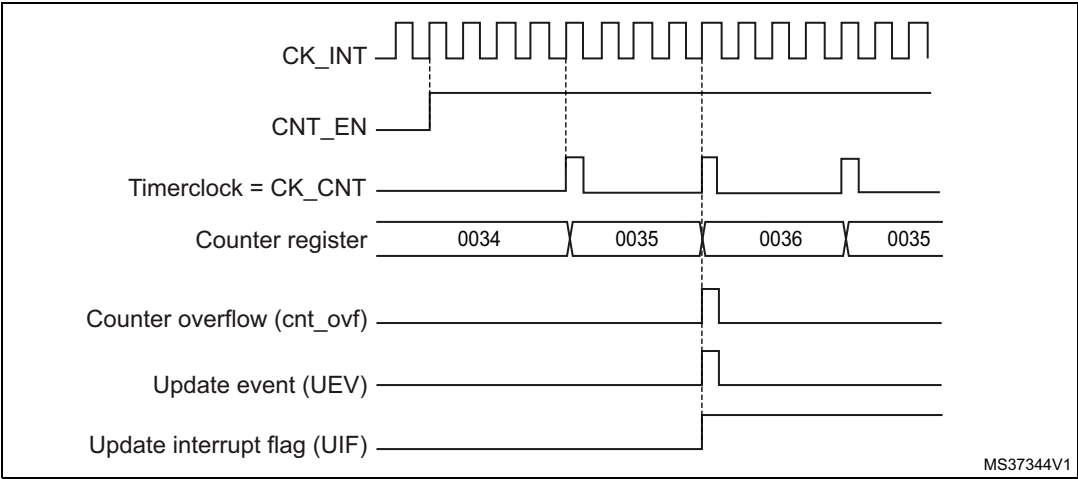 CK_INT
CNT_EN
Timerclock = CK_CNT
Counter register 0034 0035 0036 0035
Counter overflow (cnt_ovf)
Update event (UEV)
Update interrupt flag (UIF)
MS37344V1